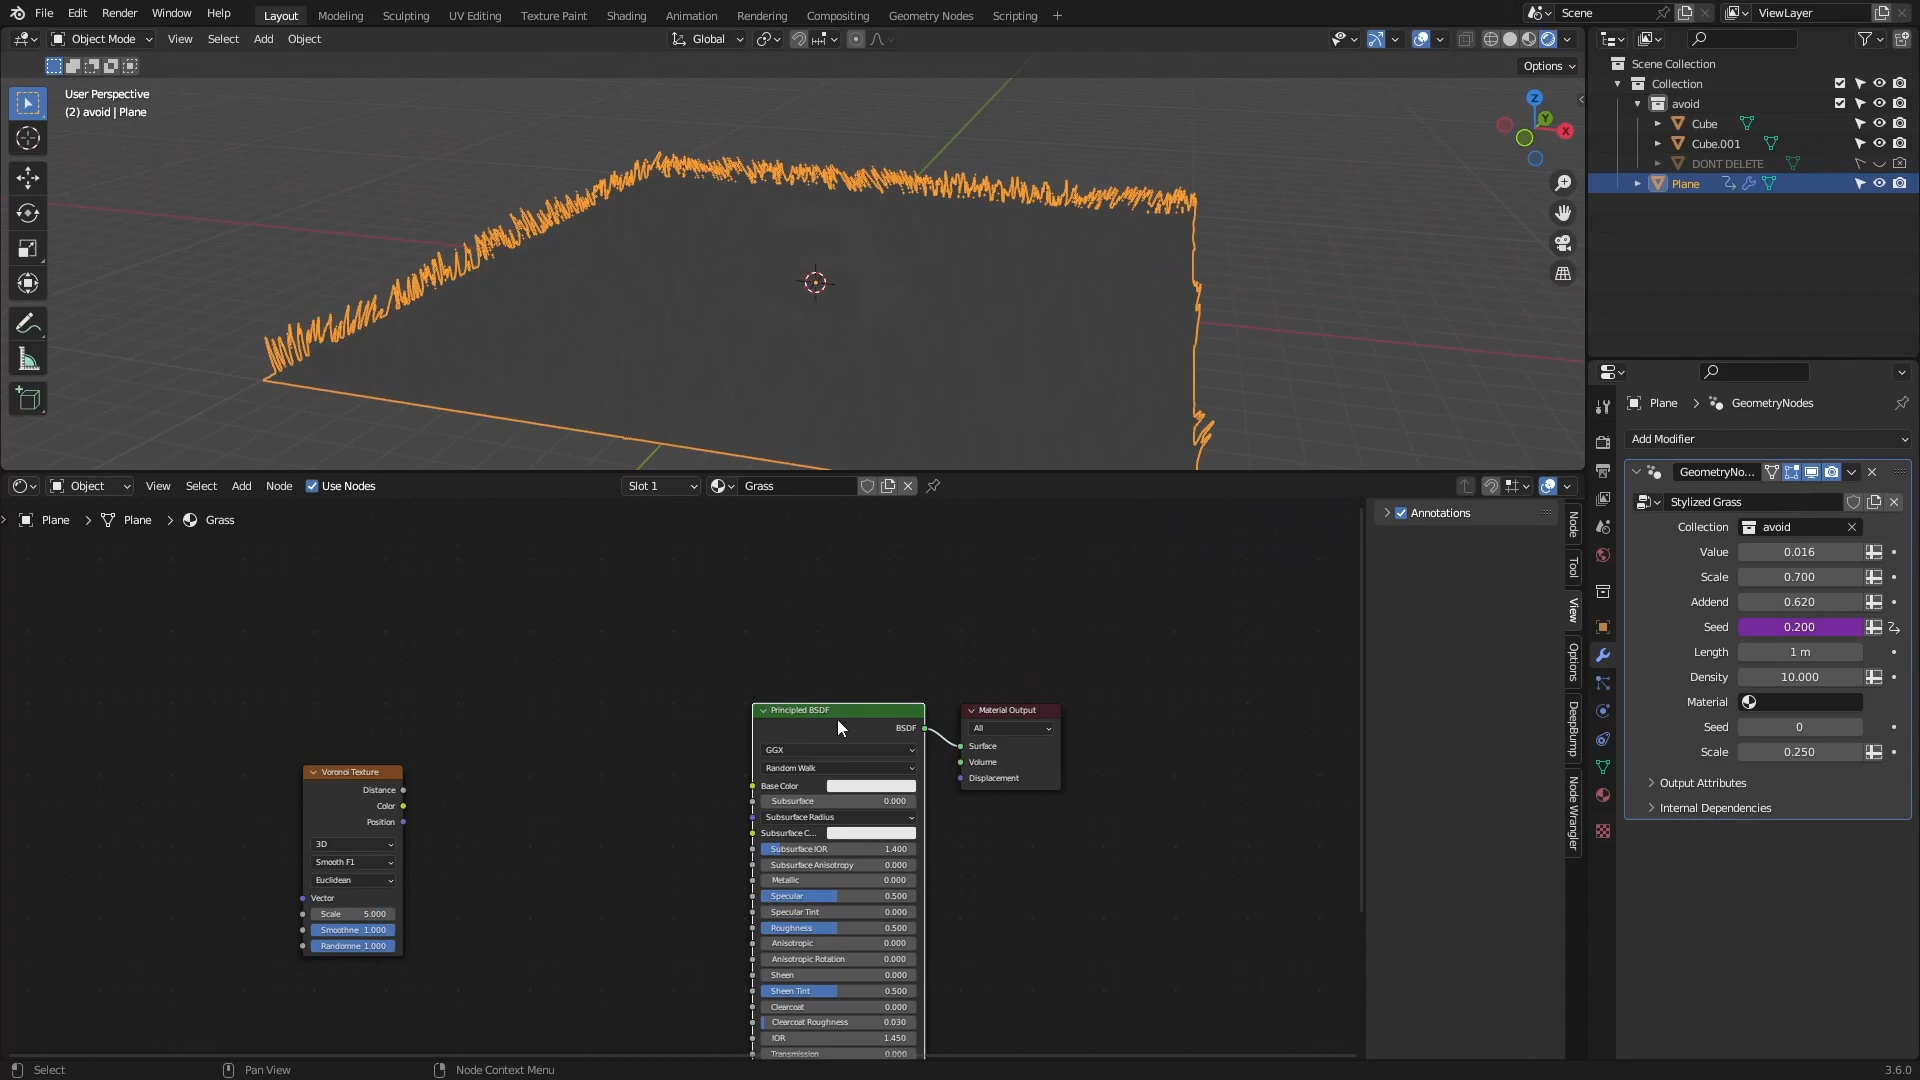 File Edit Render Window Help Layout Modeling Sculpting UV Editing Texture Paint Shading Animation Rendering Compositing Geometry Nodes Scripting + Scene ViewLayer
Object Mode View Select Add Object Global
Options
User Perspective
(2) avoid | Plane
Z
Y
X
Scene Collection
Collection
avoid
Cube
Cube.001
DONT DELETE
Plane
Plane > GeometryNodes
Add Modifier
GeometryNo...
Stylized Grass
Collection avoid
Value 0.016
Scale 0.700
Addend 0.620
Seed 0.200
Length 1 m
Density 10.000
Material
Seed 0
Scale 0.250
Output Attributes
Internal Dependencies
Object View Select Add Node Use Nodes Slot 1 Grass
Plane > Plane > Grass
Annotations
Node
Tool
View
Options
DeepBump
Node Wrangler
Voronoi Texture
Distance
Color
Position
3D
Smooth F1
Euclidean
Vector
Scale 5.000
Smoothne 1.000
Randomne 1.000
Principled BSDF
BSDF
GGX
Random Walk
Base Color
Subsurface 0.000
Subsurface Radius
Subsurface C...
Subsurface IOR 1.400
Subsurface Anisotropy 0.000
Metallic 0.000
Specular 0.500
Specular Tint 0.000
Roughness 0.500
Anisotropic 0.000
Anisotropic Rotation 0.000
Sheen 0.000
Sheen Tint 0.500
Clearcoat 0.000
Clearcoat Roughness 0.030
IOR 1.450
Transmission 0.000
Material Output
All
Surface
Volume
Displacement
Select Pan View Node Context Menu 3.6.0